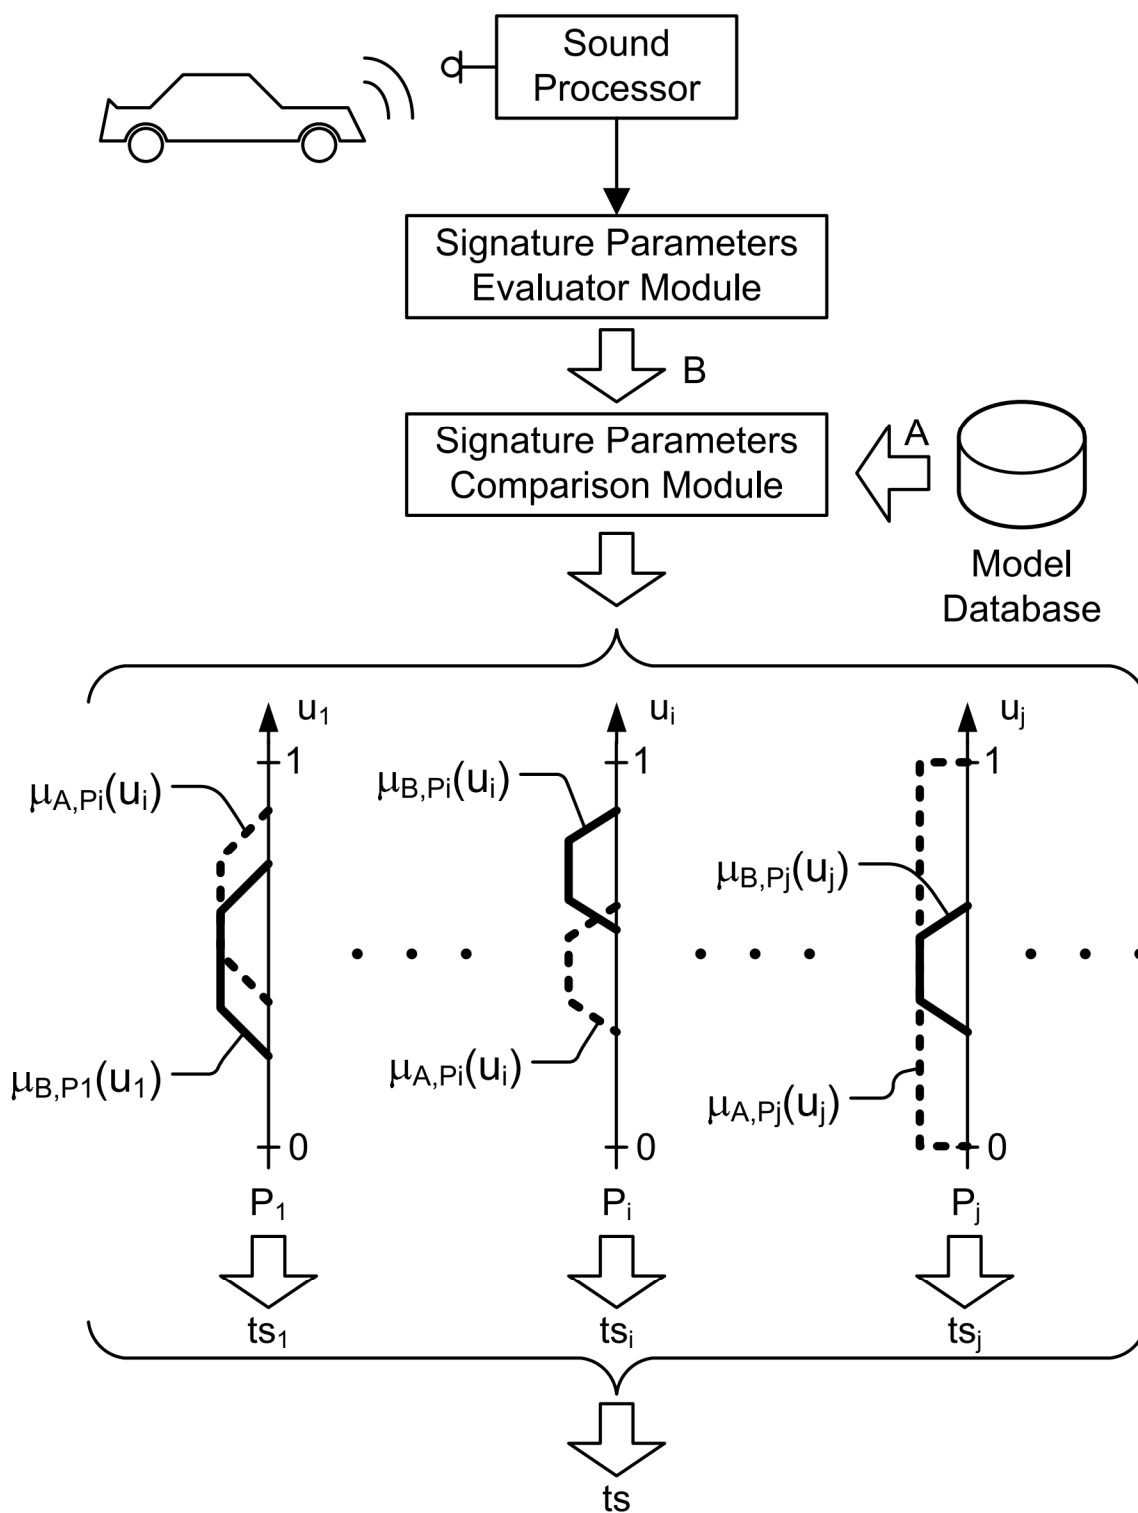 Sound
Processor
Signature Parameters
Evaluator Module
B
Signature Parameters
Comparison Module
A
Model
Database
u1
ui
uj
1
1
1
μA,Pi(ui)
μB,Pi(ui)
μB,Pj(uj)
μB,P1(u1)
μA,Pi(ui)
μA,Pj(uj)
0
0
0
P1
Pi
Pj
ts1
tsi
tsj
ts